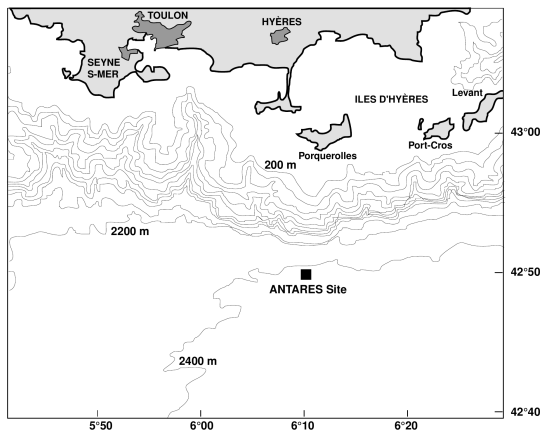 TOULON
HYÈRES
SEYNE
S-MER
ILES D'HYÈRES
Levant
43°00
Porquerolles
Port-Cros
200 m
2200 m
42°50
ANTARES Site
2400 m
42°40
5°50
6°00
6°10
6°20